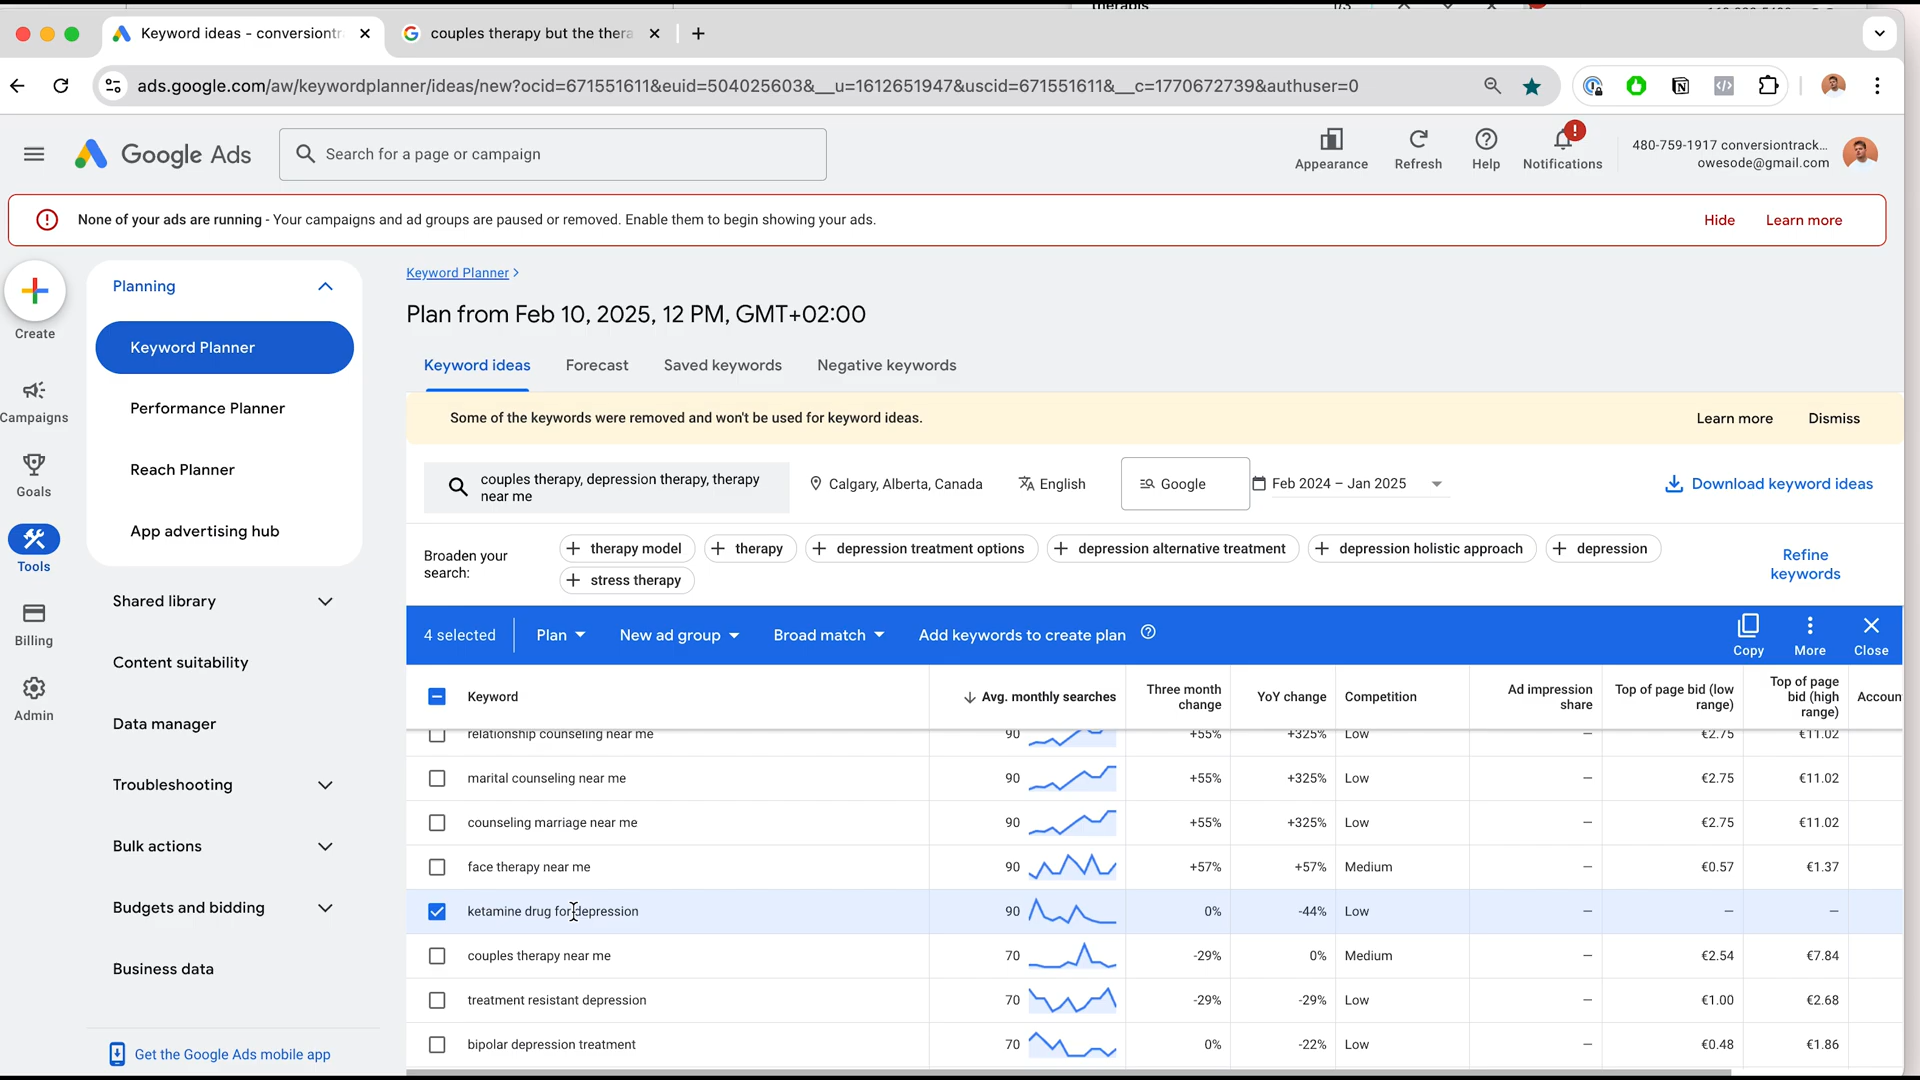 Keyword ideas - conversiontr
couples therapy but the thera
ads.google.com/aw/keywordplanner/ideas/new?ocid=671551611&euid=504025603&__u=1612651947&uscid=671551611&__c=1770672739&authuser=0
Google Ads
Search for a page or campaign
Appearance
Refresh
Help
Notifications
480-759-1917 conversiontrack...
owesode@gmail.com
None of your ads are running - Your campaigns and ad groups are paused or removed. Enable them to begin showing your ads.
Hide
Learn more
Create
Campaigns
Goals
Tools
Billing
Admin
Planning
Keyword Planner
Performance Planner
Reach Planner
App advertising hub
Shared library
Content suitability
Data manager
Troubleshooting
Bulk actions
Budgets and bidding
Business data
Get the Google Ads mobile app
Keyword Planner
Plan from Feb 10, 2025, 12 PM, GMT+02:00
Keyword ideas Forecast Saved keywords Negative keywords
Some of the keywords were removed and won't be used for keyword ideas.
Learn more Dismiss
couples therapy, depression therapy, therapy
near me
Calgary, Alberta, Canada
English
Google
Feb 2024 – Jan 2025
Download keyword ideas
Broaden your
search:
therapy model
therapy
depression treatment options
depression alternative treatment
depression holistic approach
depression
stress therapy
Refine
keywords
4 selected Plan New ad group Broad match Add keywords to create plan
Copy
More
Close
Keyword
Avg. monthly searches
Three month
change
YoY change
Competition
Ad impression
share
Top of page bid (low
range)
Top of page
bid (high
range)
Accoun
relationship counseling near me 90 +55% +325% Low – €2.75 €11.02
marital counseling near me 90 +55% +325% Low – €2.75 €11.02
counseling marriage near me 90 +55% +325% Low – €2.75 €11.02
face therapy near me 90 +57% +57% Medium – €0.57 €1.37
ketamine drug for depression 90 0% -44% Low – – –
couples therapy near me 70 -29% 0% Medium – €2.54 €7.84
treatment resistant depression 70 -29% -29% Low – €1.00 €2.68
bipolar depression treatment 70 0% -22% Low – €0.48 €1.86